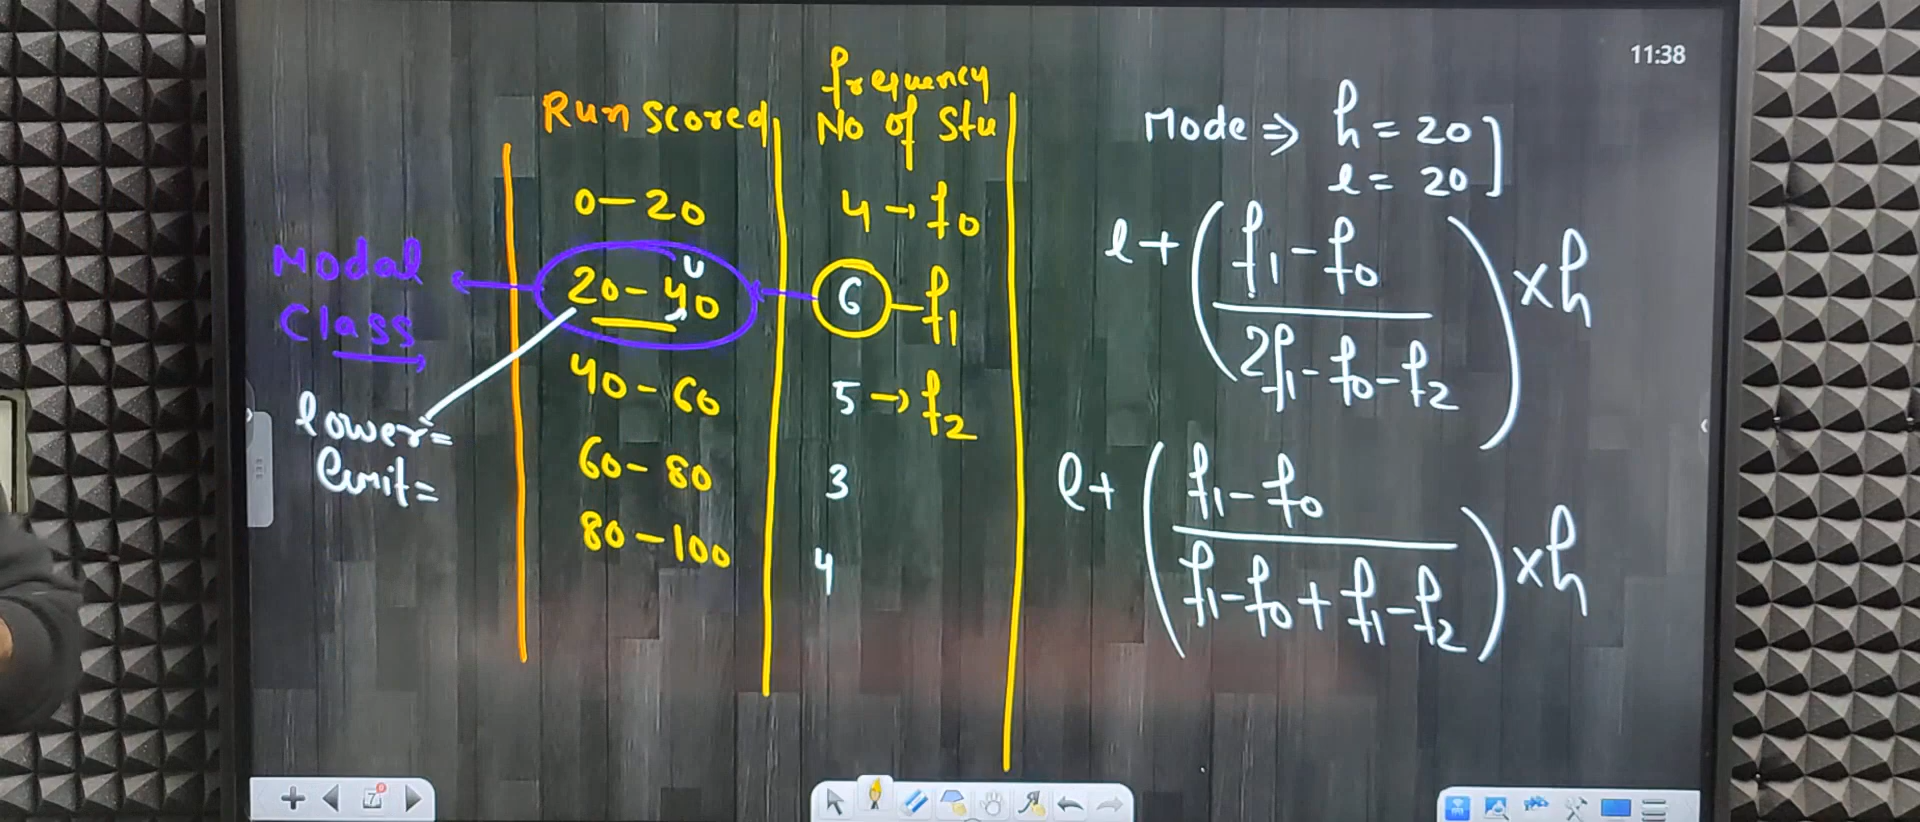 11:38
frequency
Run Scored No of Stu
0-20 4 → f0
20-40 6 - f1
40-60 5 → f2
60-80 3
80-100 4
Modal
Class
lower=
limit=
u
Mode ⇒ h = 20
l = 20
l + ( f1 - f0 / 2f1 - f0 - f2 ) × h
l + ( f1 - f0 / f1 - f0 + f1 - f2 ) × h
7